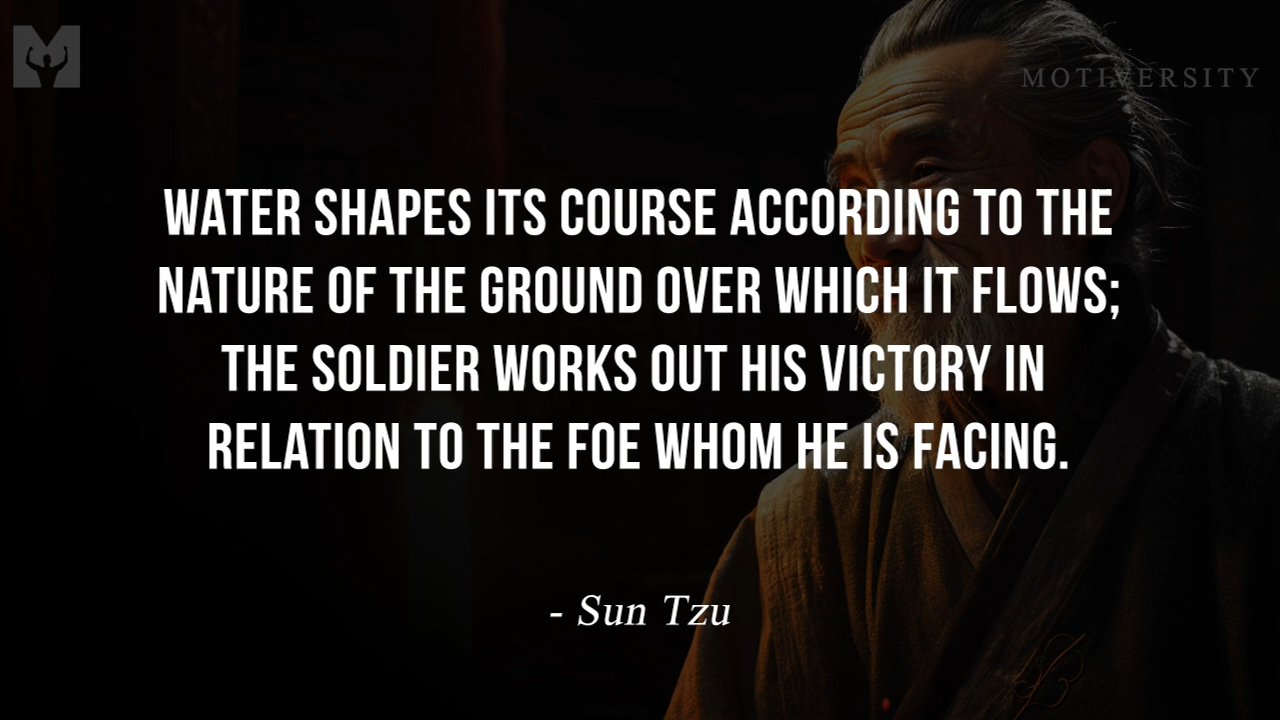 MOTIVERSITY
WATER SHAPES ITS COURSE ACCORDING TO THE
NATURE OF THE GROUND OVER WHICH IT FLOWS;
THE SOLDIER WORKS OUT HIS VICTORY IN
RELATION TO THE FOE WHOM HE IS FACING.
- Sun Tzu